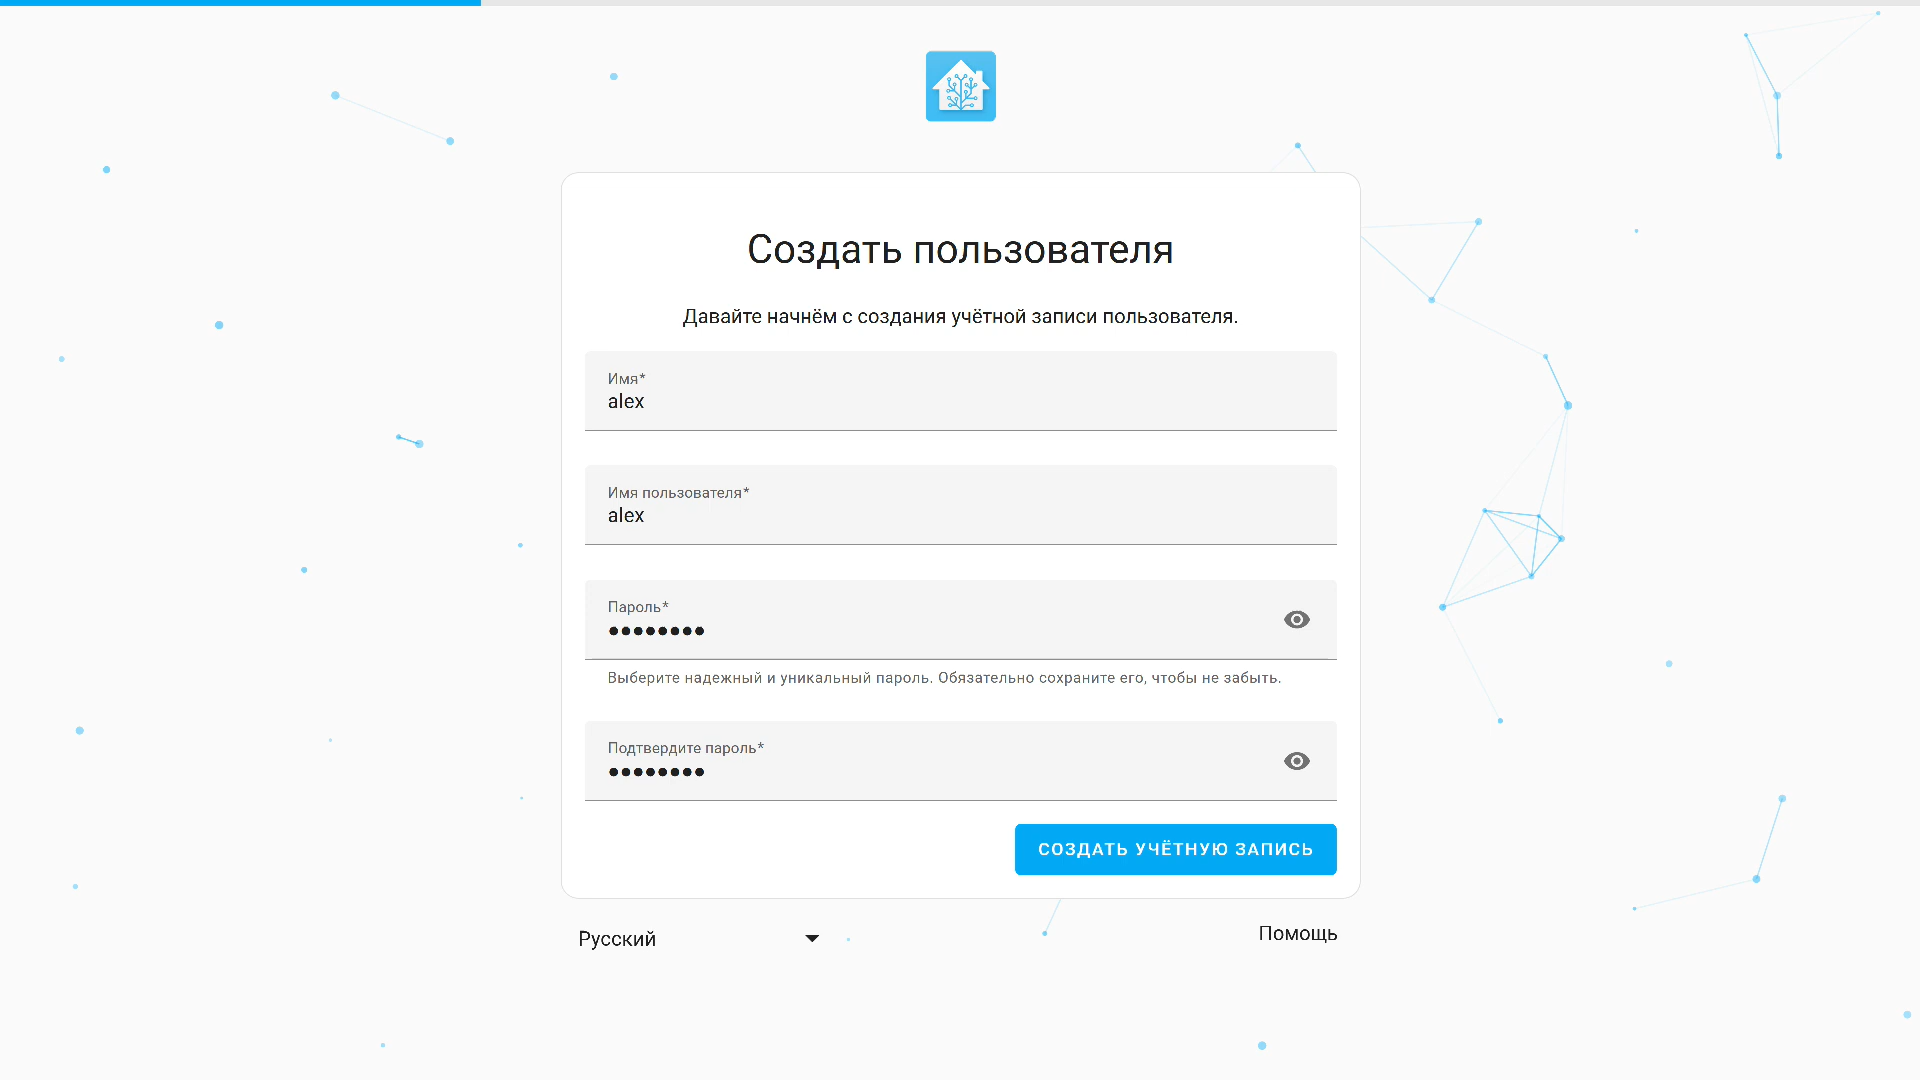 Создать пользователя
Давайте начнём с создания учётной записи пользователя.
Имя*
alex
Имя пользователя*
alex
Пароль*
●●●●●●●●
Выберите надежный и уникальный пароль. Обязательно сохраните его, чтобы не забыть.
Подтвердите пароль*
●●●●●●●●
СОЗДАТЬ УЧЁТНУЮ ЗАПИСЬ
Русский
Помощь